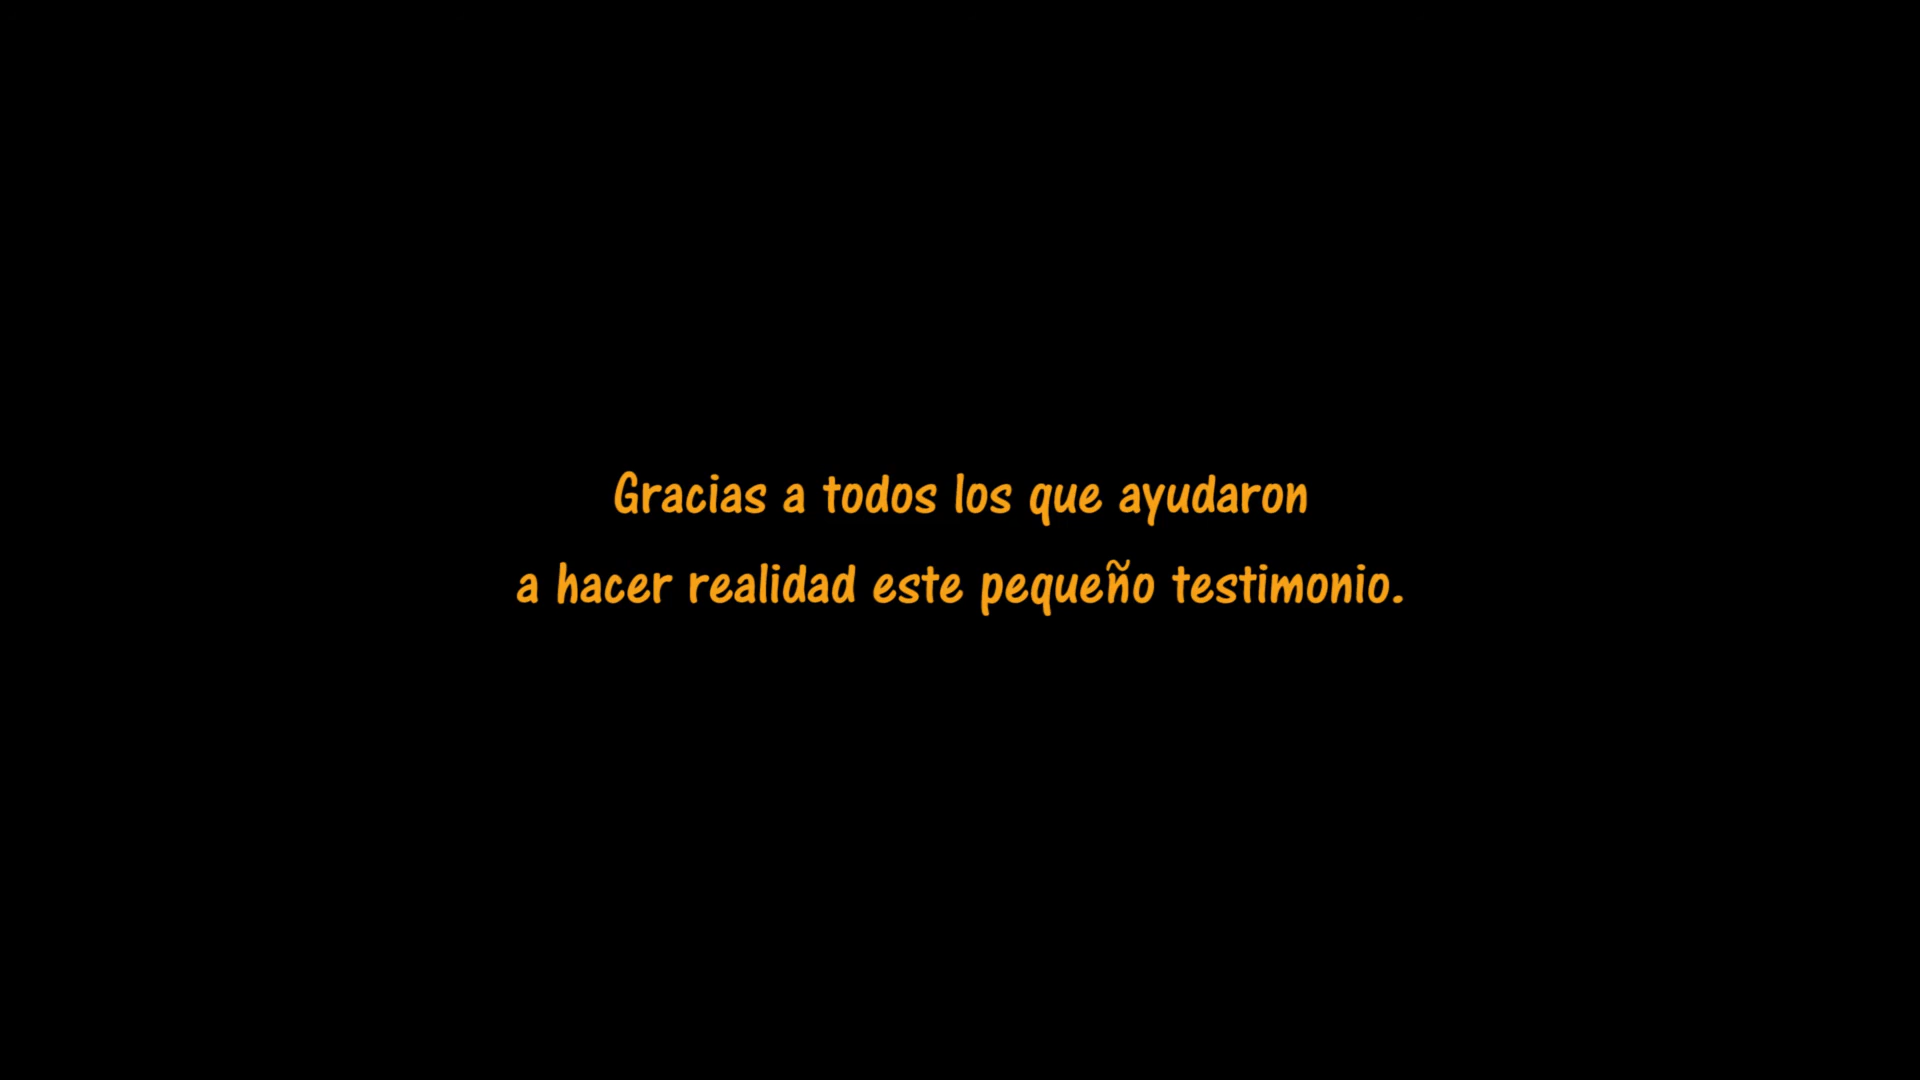 Gracias a todos los que ayudaron
a hacer realidad este pequeño testimonio.